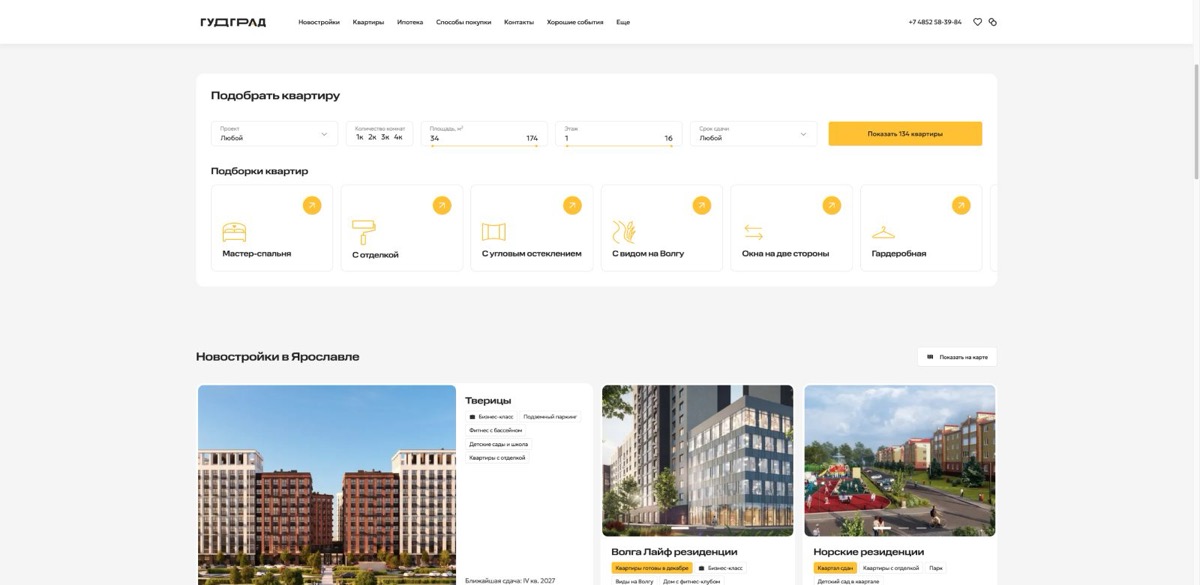 ГУДГРАД
Новостройки Квартиры Ипотека Способы покупки Контакты Хорошие события Еще
+7 4852 58-39-84
Подобрать квартиру
Проект
Любой
Количество комнат
1к 2к 3к 4к
Площадь, м²
34 174
Этаж
1 16
Срок сдачи
Любой
Показать 134 квартиры
Подборки квартир
Мастер-спальня
С отделкой
С угловым остеклением
С видом на Волгу
Окна на две стороны
Гардеробная
Новостройки в Ярославле
Показать на карте
Тверицы
Бизнес-класс Подземный паркинг
Фитнес с бассейном
Детские сады и школа
Квартиры с отделкой
Ближайшая сдача: IV кв. 2027
Волга Лайф резиденции
Квартиры готовы в декабре Бизнес-класс
Виды на Волгу Дом с фитнес-клубом
Норские резиденции
Квартал сдан Квартиры с отделкой Парк
Детский сад в квартале